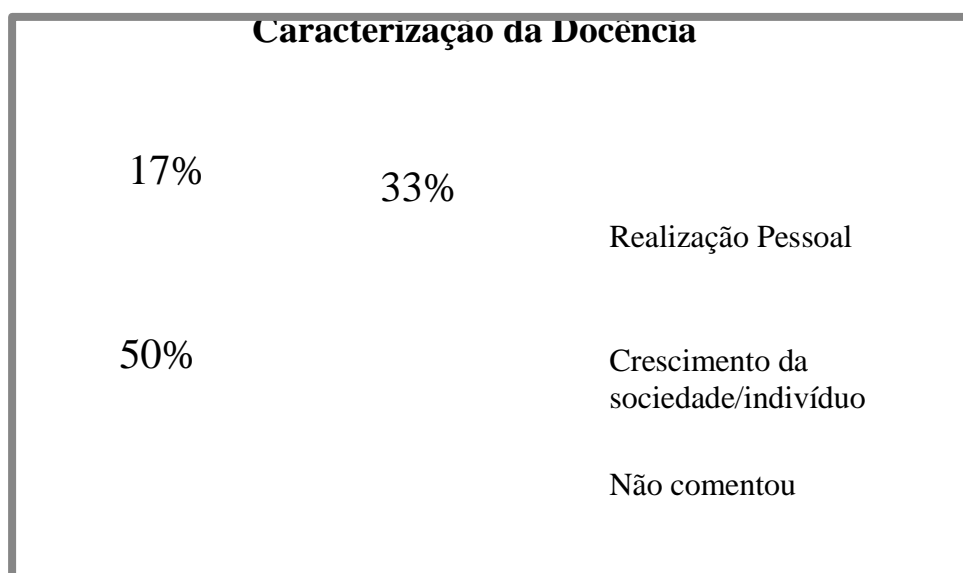 Caracterização da Docência
17%
33%
Realização Pessoal
50%
Crescimento da
sociedade/indivíduo
Não comentou